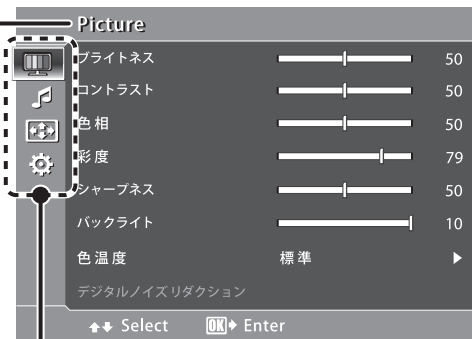 Picture
ブライトネス 50
コントラスト 50
色相 50
彩度 79
シャープネス 50
バックライト 10
色温度 標準
デジタルノイズリダクション
Select OK Enter